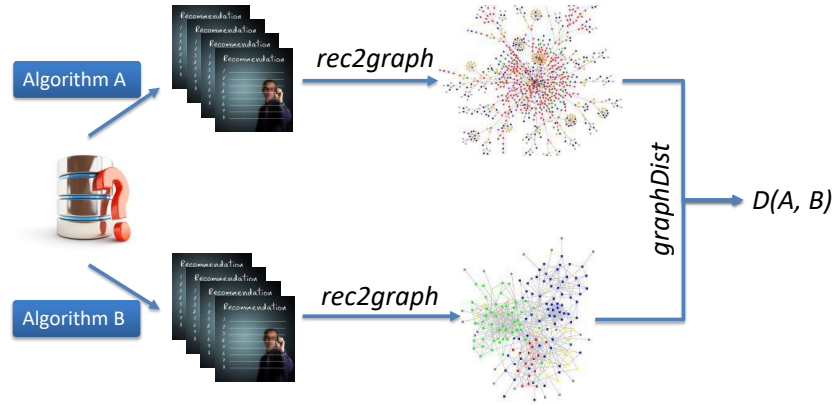 Algorithm A
Recommendation
Recommendation
Recommendation
Recommendation
rec2graph
graphDist
D(A, B)
Algorithm B
Recommendation
Recommendation
Recommendation
Recommendation
rec2graph